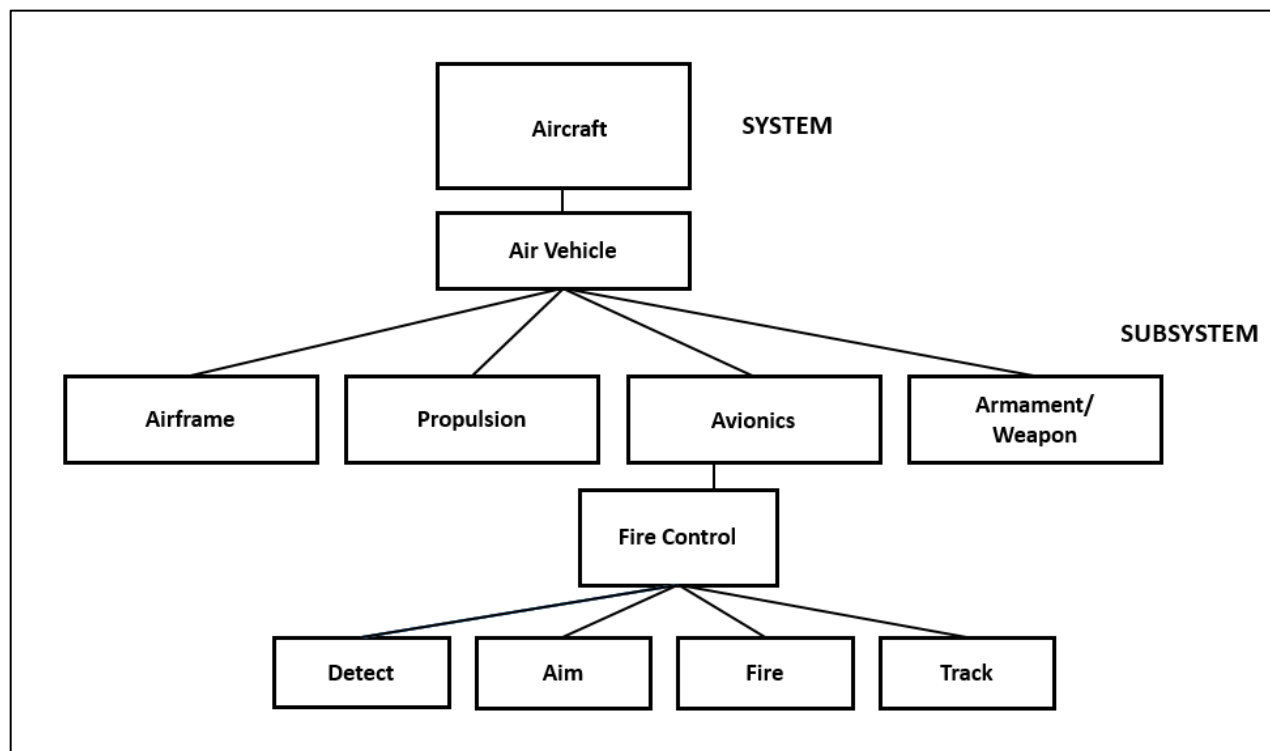 Aircraft
SYSTEM
Air Vehicle
SUBSYSTEM
Airframe
Propulsion
Avionics
Armament/
Weapon
Fire Control
Detect
Aim
Fire
Track